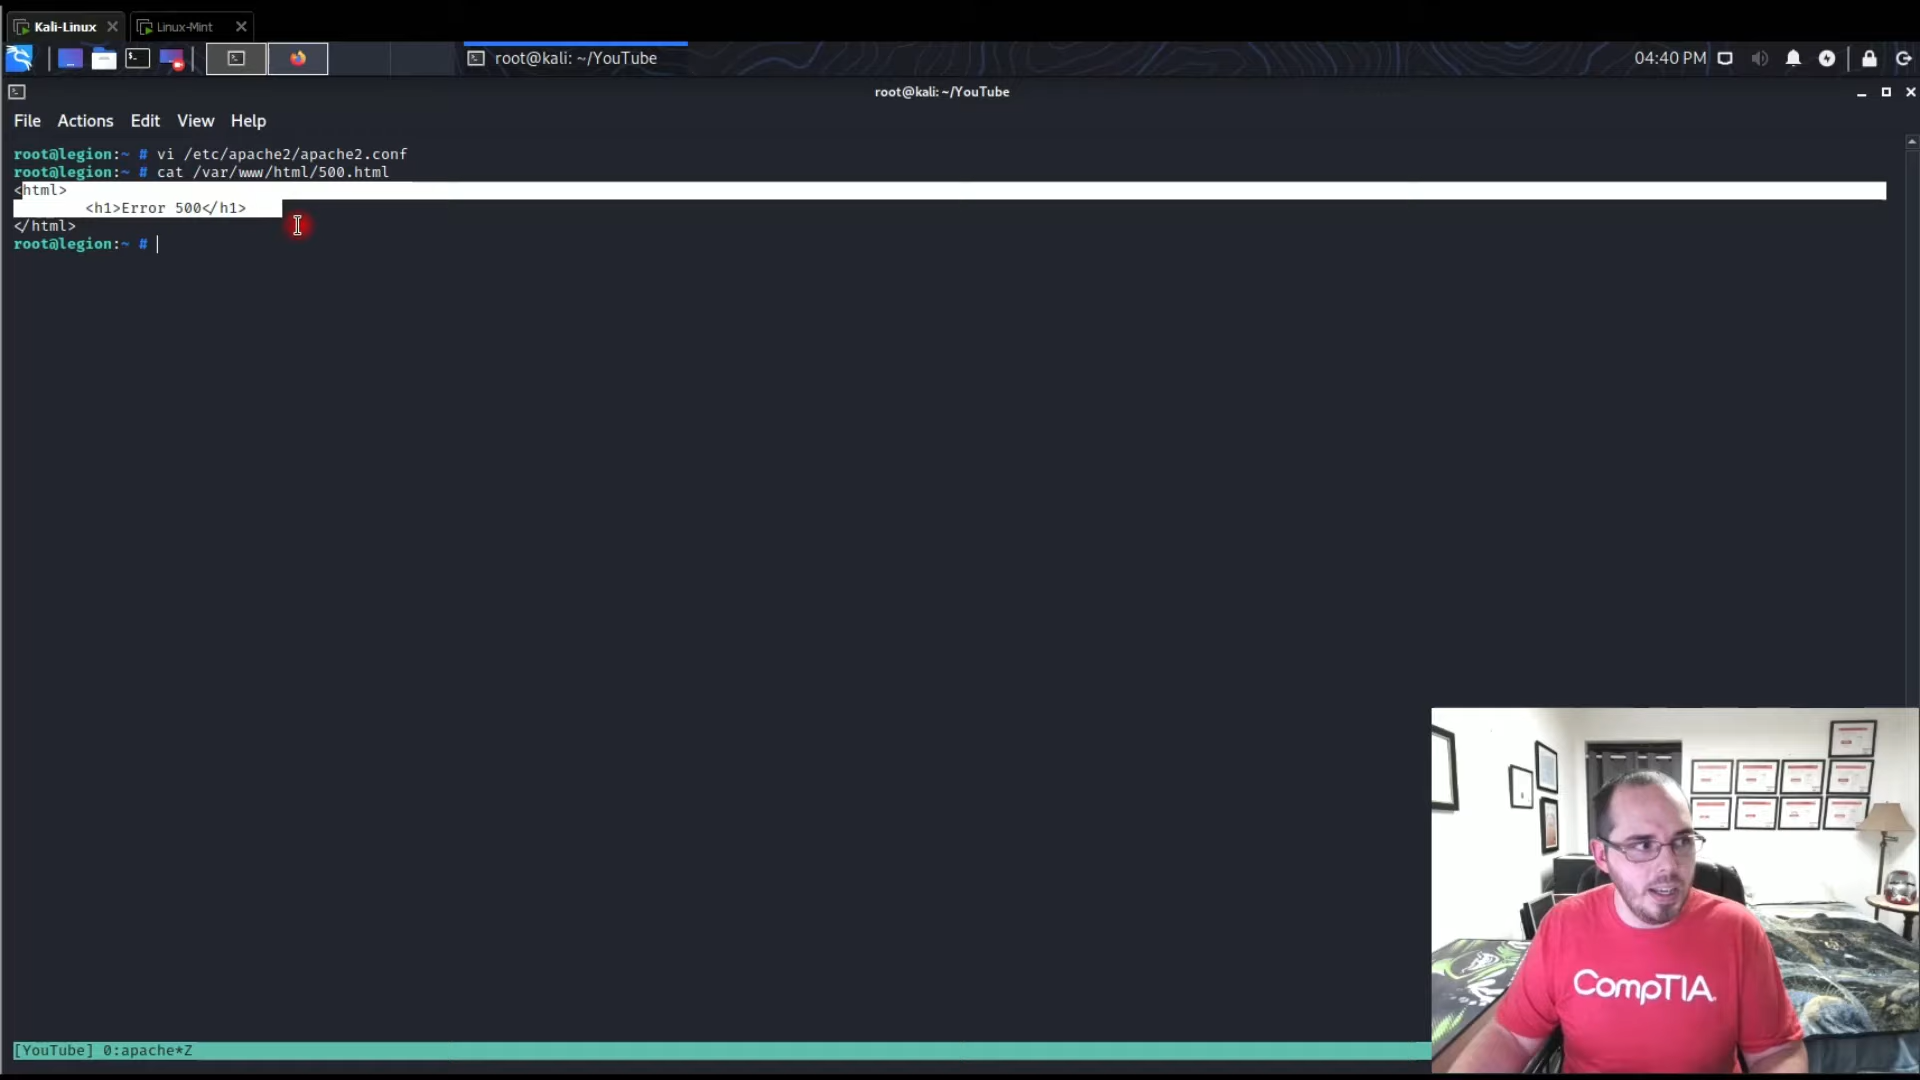 Kali-Linux
Linux-Mint
root@kali: ~/YouTube
04:40 PM
root@kali: ~/YouTube
File Actions Edit View Help
root@legion:~ # vi /etc/apache2/apache2.conf
root@legion:~ # cat /var/www/html/500.html
<html>
<h1>Error 500</h1>
</html>
root@legion:~ #
CompTIA.
[YouTube] 0:apache*Z